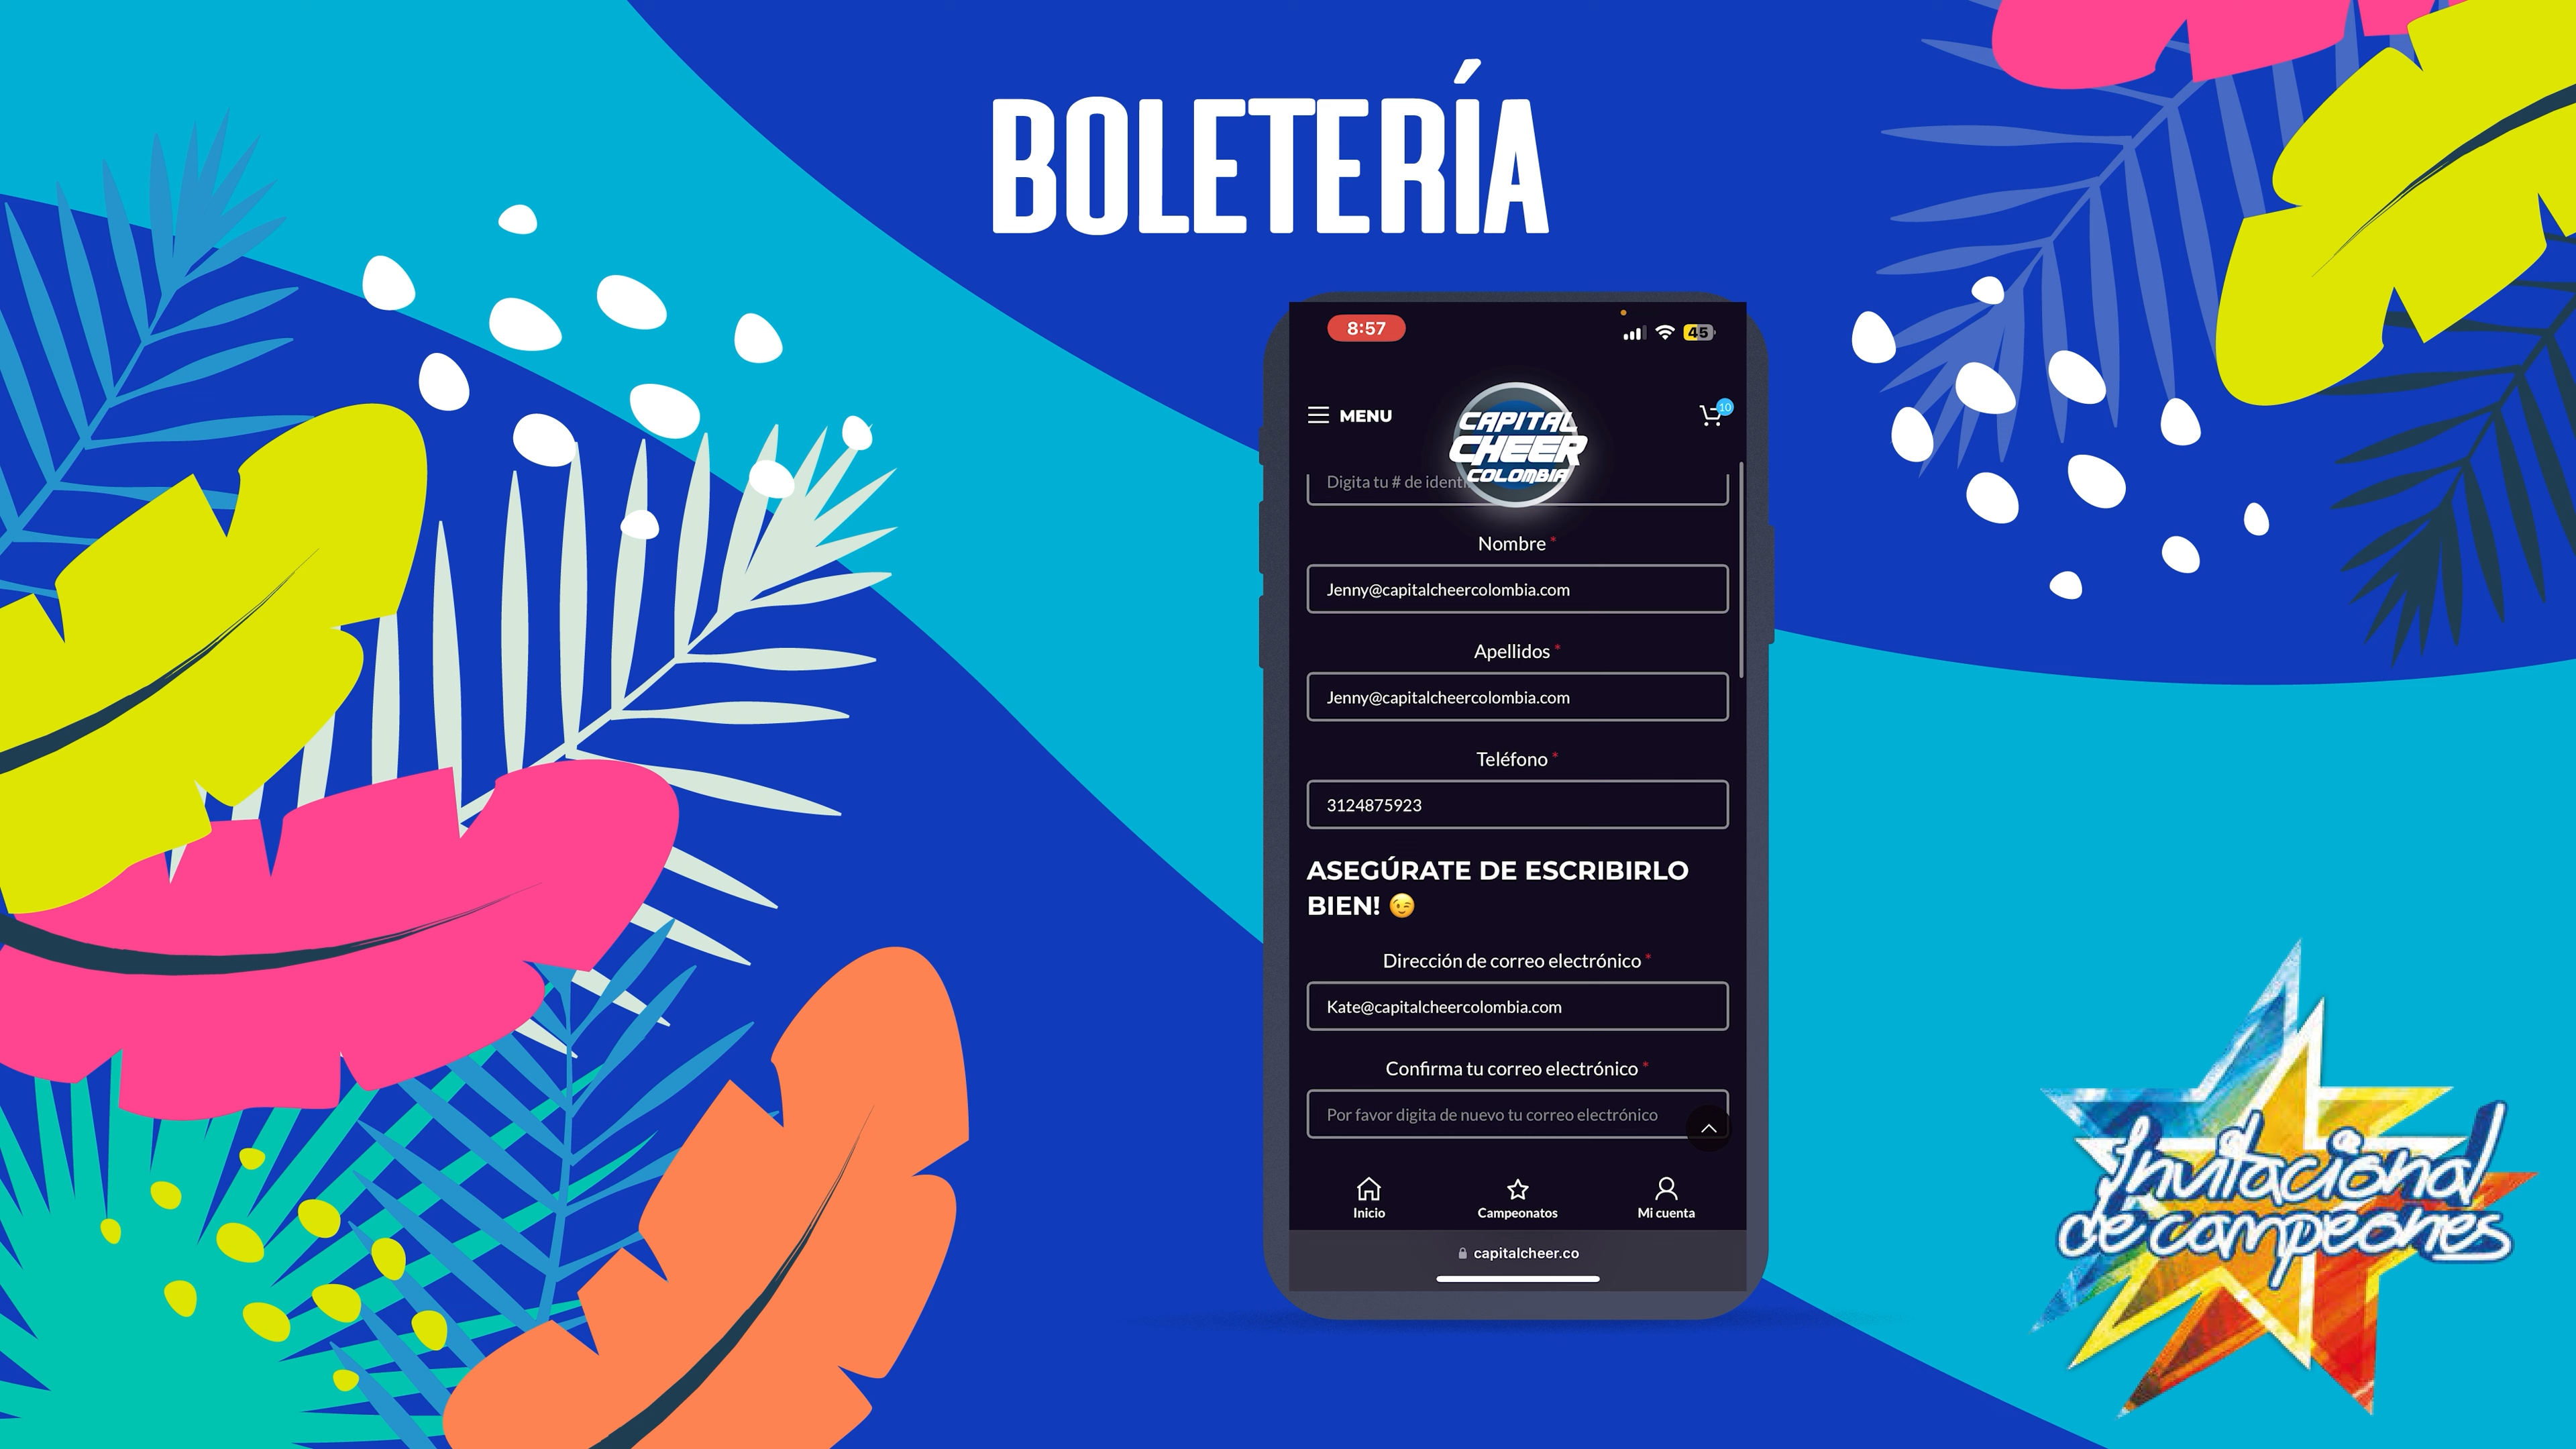 BOLETERÍA
8:57
45
MENU
CAPITAL
CHEER
COLOMBIA
10
Digita tu # de identi
Nombre *
Jenny@capitalcheercolombia.com
Apellidos *
Jenny@capitalcheercolombia.com
Teléfono *
3124875923
ASEGÚRATE DE ESCRIBIRLO
BIEN! 😉
Dirección de correo electrónico *
Kate@capitalcheercolombia.com
Confirma tu correo electrónico *
Por favor digita de nuevo tu correo electrónico
Inicio Campeonatos Mi cuenta
capitalcheer.co
Invitacional
de campeones